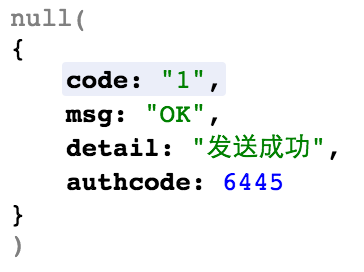 null(
{
code: "1",
msg: "OK",
detail: "发送成功",
authcode: 6445
}
)